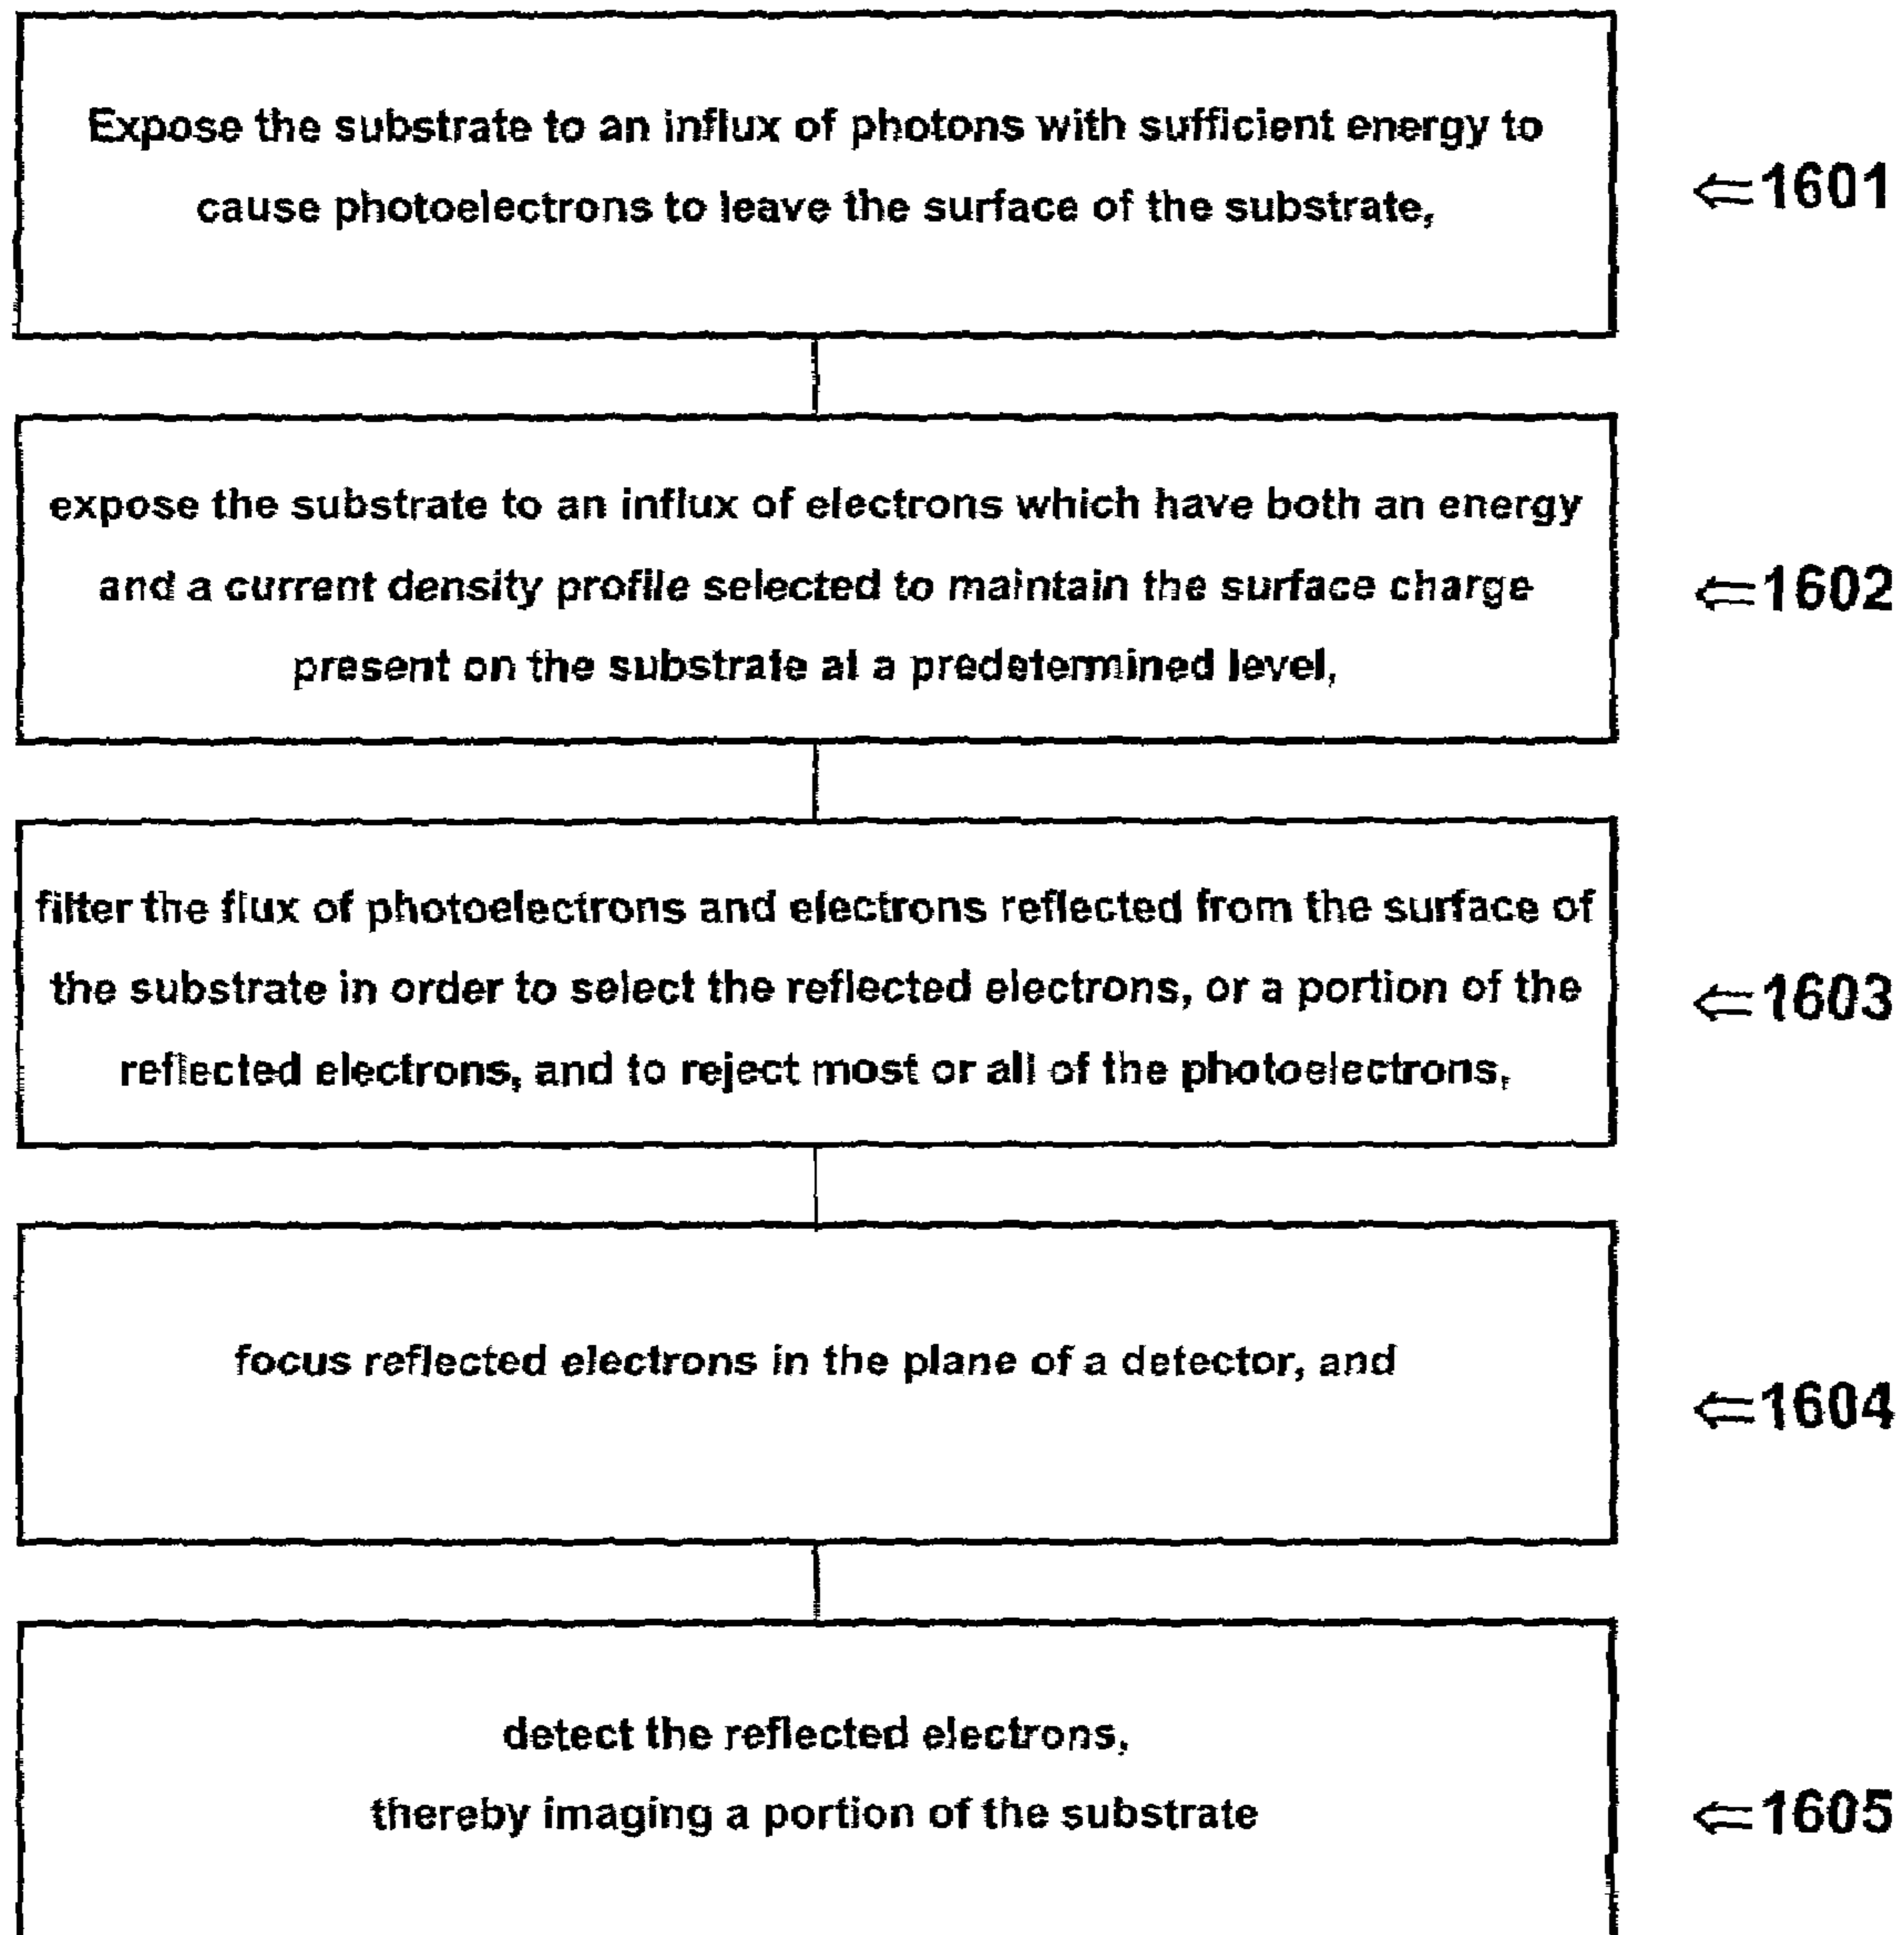 Expose the substrate to an influx of photons with sufficient energy to
cause photoelectrons to leave the surface of the substrate,
⇐1601
expose the substrate to an influx of electrons which have both an energy
and a current density profile selected to maintain the surface charge
present on the substrate at a predetermined level,
⇐1602
filter the flux of photoelectrons and electrons reflected from the surface of
the substrate in order to select the reflected electrons, or a portion of the
reflected electrons, and to reject most or all of the photoelectrons,
⇐1603
focus reflected electrons in the plane of a detector, and
⇐1604
detect the reflected electrons,
thereby imaging a portion of the substrate
⇐1605